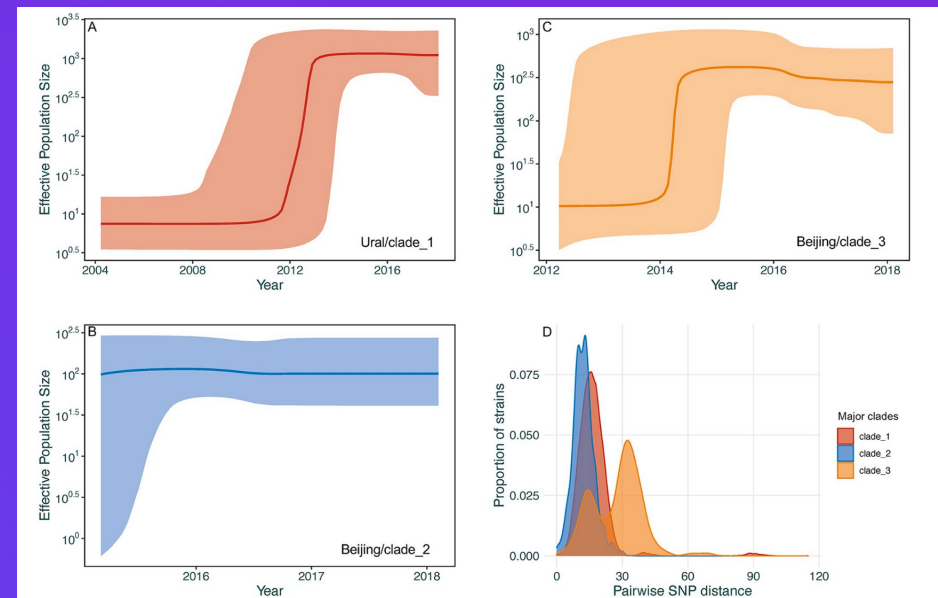 A
Effective Population Size
10^3.5
10^3
10^2.5
10^2
10^1.5
10^1
10^0.5
Ural/clade_1
2004 2008 2012 2016
Year
C
Effective Population Size
10^3
10^2.5
10^2
10^1.5
10^1
10^0.5
Beijing/clade_3
2012 2014 2016 2018
Year
B
Effective Population Size
10^2.5
10^2
10^1.5
10^1
10^0.5
10^0
Beijing/clade_2
2016 2017 2018
Year
D
Proportion of strains
0.075
0.050
0.025
0.000
0 30 60 90 120
Pairwise SNP distance
Major clades
clade_1
clade_2
clade_3